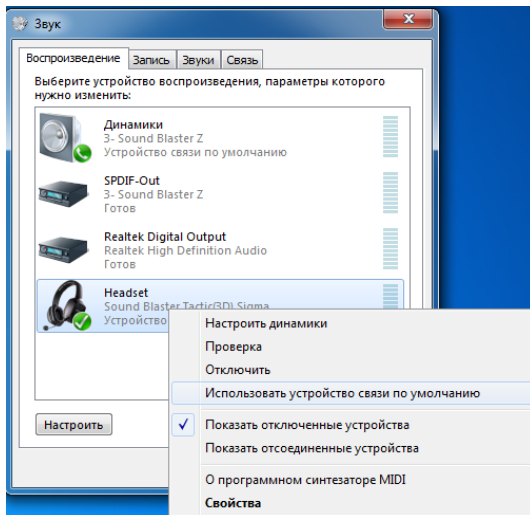 Звук
Воспроизведение Запись Звуки Связь
Выберите устройство воспроизведения, параметры которого
нужно изменить:
Динамики
3- Sound Blaster Z
Устройство связи по умолчанию
SPDIF-Out
3- Sound Blaster Z
Готов
Realtek Digital Output
Realtek High Definition Audio
Готов
Headset
Sound Blaster Tactic(3D) Sigma
Устройство
Настроить динамики
Проверка
Отключить
Использовать устройство связи по умолчанию
Показать отключенные устройства
Показать отсоединенные устройства
О программном синтезаторе MIDI
Свойства
Настроить